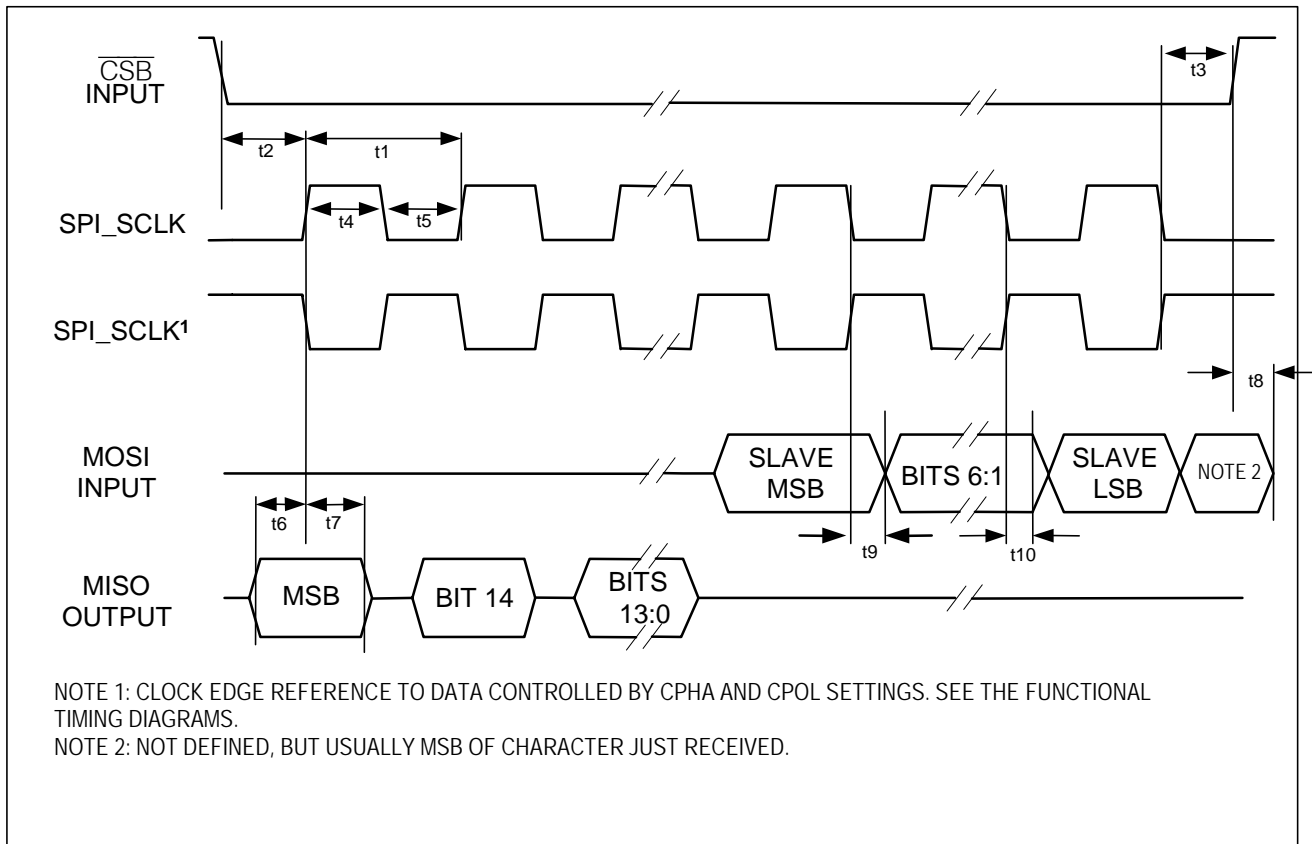 CSB
INPUT
t3
t2
t1
SPI_SCLK
t4
t5
SPI_SCLK¹
t8
MOSI
INPUT
SLAVE
MSB
BITS 6:1
SLAVE
LSB
NOTE 2
t6
t7
t9
t10
MISO
OUTPUT
MSB
BIT 14
BITS
13:0
NOTE 1: CLOCK EDGE REFERENCE TO DATA CONTROLLED BY CPHA AND CPOL SETTINGS. SEE THE FUNCTIONAL
TIMING DIAGRAMS.
NOTE 2: NOT DEFINED, BUT USUALLY MSB OF CHARACTER JUST RECEIVED.